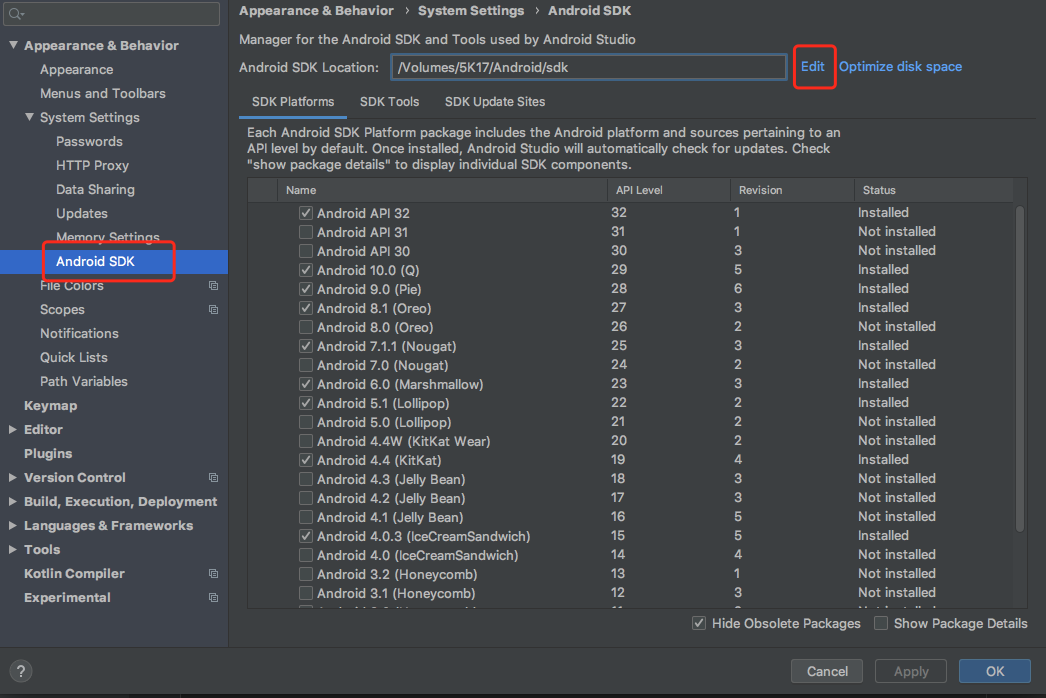 Appearance & Behavior › System Settings › Android SDK
Manager for the Android SDK and Tools used by Android Studio
Android SDK Location: /Volumes/5K17/Android/sdk Edit Optimize disk space
SDK Platforms SDK Tools SDK Update Sites
Each Android SDK Platform package includes the Android platform and sources pertaining to an
API level by default. Once installed, Android Studio will automatically check for updates. Check
"show package details" to display individual SDK components.
Appearance & Behavior
Appearance
Menus and Toolbars
System Settings
Passwords
HTTP Proxy
Data Sharing
Updates
Memory Settings
Android SDK
File Colors
Scopes
Notifications
Quick Lists
Path Variables
Keymap
Editor
Plugins
Version Control
Build, Execution, Deployment
Languages & Frameworks
Tools
Kotlin Compiler
Experimental
Name API Level Revision Status
Android API 32 32 1 Installed
Android API 31 31 1 Not installed
Android API 30 30 3 Not installed
Android 10.0 (Q) 29 5 Installed
Android 9.0 (Pie) 28 6 Installed
Android 8.1 (Oreo) 27 3 Installed
Android 8.0 (Oreo) 26 2 Not installed
Android 7.1.1 (Nougat) 25 3 Installed
Android 7.0 (Nougat) 24 2 Not installed
Android 6.0 (Marshmallow) 23 3 Installed
Android 5.1 (Lollipop) 22 2 Installed
Android 5.0 (Lollipop) 21 2 Not installed
Android 4.4W (KitKat Wear) 20 2 Not installed
Android 4.4 (KitKat) 19 4 Installed
Android 4.3 (Jelly Bean) 18 3 Not installed
Android 4.2 (Jelly Bean) 17 3 Not installed
Android 4.1 (Jelly Bean) 16 5 Not installed
Android 4.0.3 (IceCreamSandwich) 15 5 Installed
Android 4.0 (IceCreamSandwich) 14 4 Not installed
Android 3.2 (Honeycomb) 13 1 Not installed
Android 3.1 (Honeycomb) 12 3 Not installed
Hide Obsolete Packages Show Package Details
? Cancel Apply OK